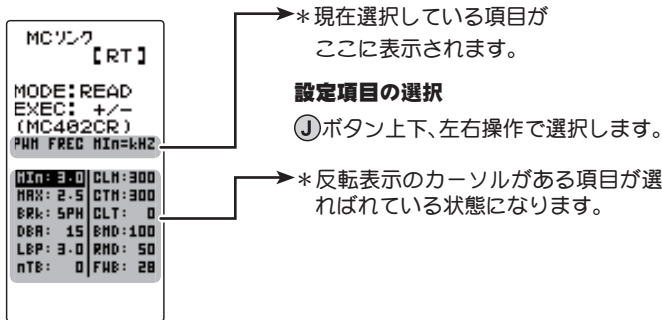 MCリンク
【RT】
MODE:READ
EXEC: +/-
(MC402CR)
PWM FREC MIn=kHZ
MIn: 3.0 CLM:300
MAX: 2.5 CTM:300
BRk: SPH CLT: 0
DBA: 15 BMD:100
LBP: 3.0 RMD: 50
nTB: 0 FWB: 28
＊現在選択している項目が
ここに表示されます。
設定項目の選択
Jボタン上下、左右操作で選択します。
＊反転表示のカーソルがある項目が選
ばれている状態になります。